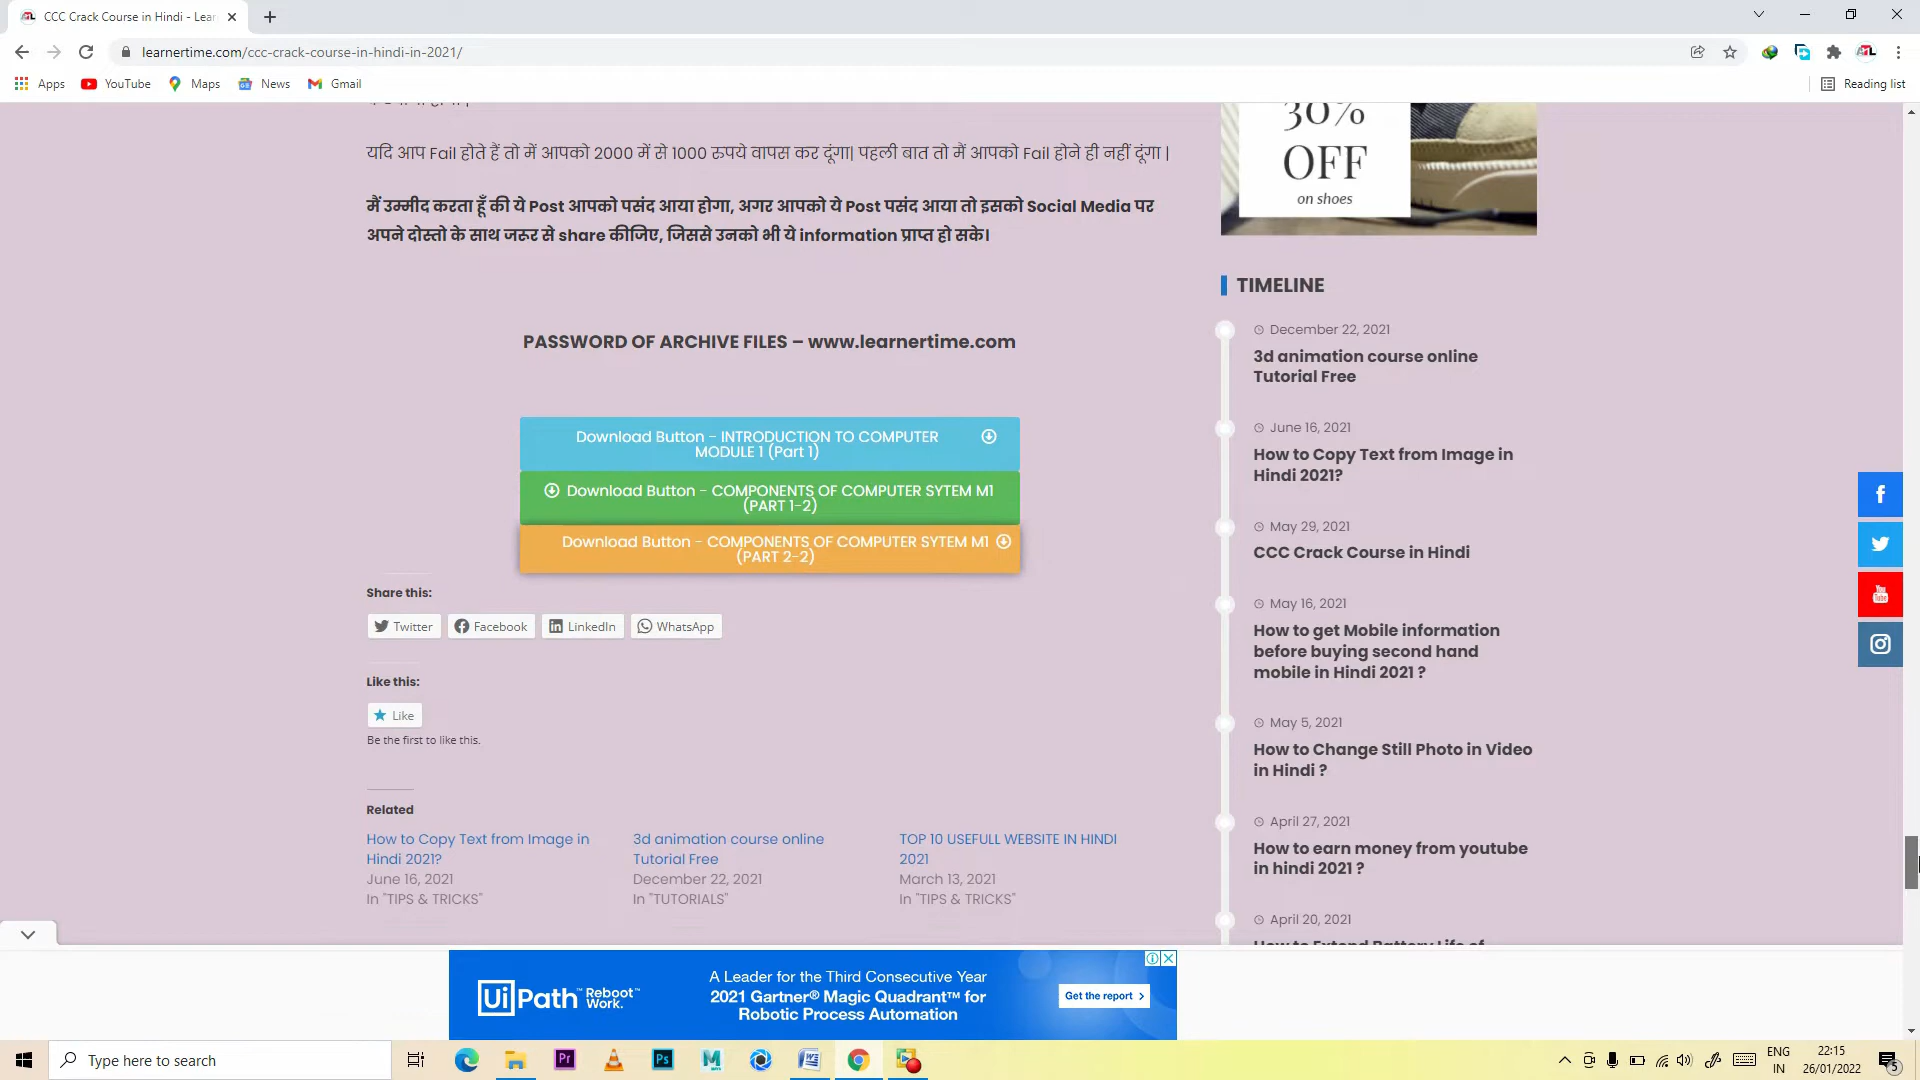 CCC Crack Course in Hindi - Lear
learnertime.com/ccc-crack-course-in-hindi-in-2021/
Apps
YouTube
Maps
News
Gmail
Reading list
यदि आप Fail होते हैं तो में आपको 2000 में से 1000 रुपये वापस कर दूंगा| पहली बात तो मैं आपको Fail होने ही नहीं दूंगा |
मैं उम्मीद करता हूँ की ये Post आपको पसंद आया होगा, अगर आपको ये Post पसंद आया तो इसको Social Media पर
अपने दोस्तो के साथ जरूर से share कीजिए, जिससे उनको भी ये information प्राप्त हो सके।
PASSWORD OF ARCHIVE FILES – www.learnertime.com
Download Button - INTRODUCTION TO COMPUTER
MODULE 1 (Part 1)
Download Button - COMPONENTS OF COMPUTER SYTEM M1
(PART 1-2)
Download Button - COMPONENTS OF COMPUTER SYTEM M1
(PART 2-2)
Share this:
Twitter
Facebook
LinkedIn
WhatsApp
Like this:
Like
Be the first to like this.
Related
How to Copy Text from Image in
Hindi 2021?
June 16, 2021
In "TIPS & TRICKS"
3d animation course online
Tutorial Free
December 22, 2021
In "TUTORIALS"
TOP 10 USEFULL WEBSITE IN HINDI
2021
March 13, 2021
In "TIPS & TRICKS"
30%
OFF
on shoes
TIMELINE
December 22, 2021
3d animation course online
Tutorial Free
June 16, 2021
How to Copy Text from Image in
Hindi 2021?
May 29, 2021
CCC Crack Course in Hindi
May 16, 2021
How to get Mobile information
before buying second hand
mobile in Hindi 2021 ?
May 5, 2021
How to Change Still Photo in Video
in Hindi ?
April 27, 2021
How to earn money from youtube
in hindi 2021 ?
April 20, 2021
How to Extend Battery Life of
UiPath™ Reboot Work.™
A Leader for the Third Consecutive Year
2021 Gartner® Magic Quadrant™ for
Robotic Process Automation
Get the report
Type here to search
ENG
IN
22:15
26/01/2022
5